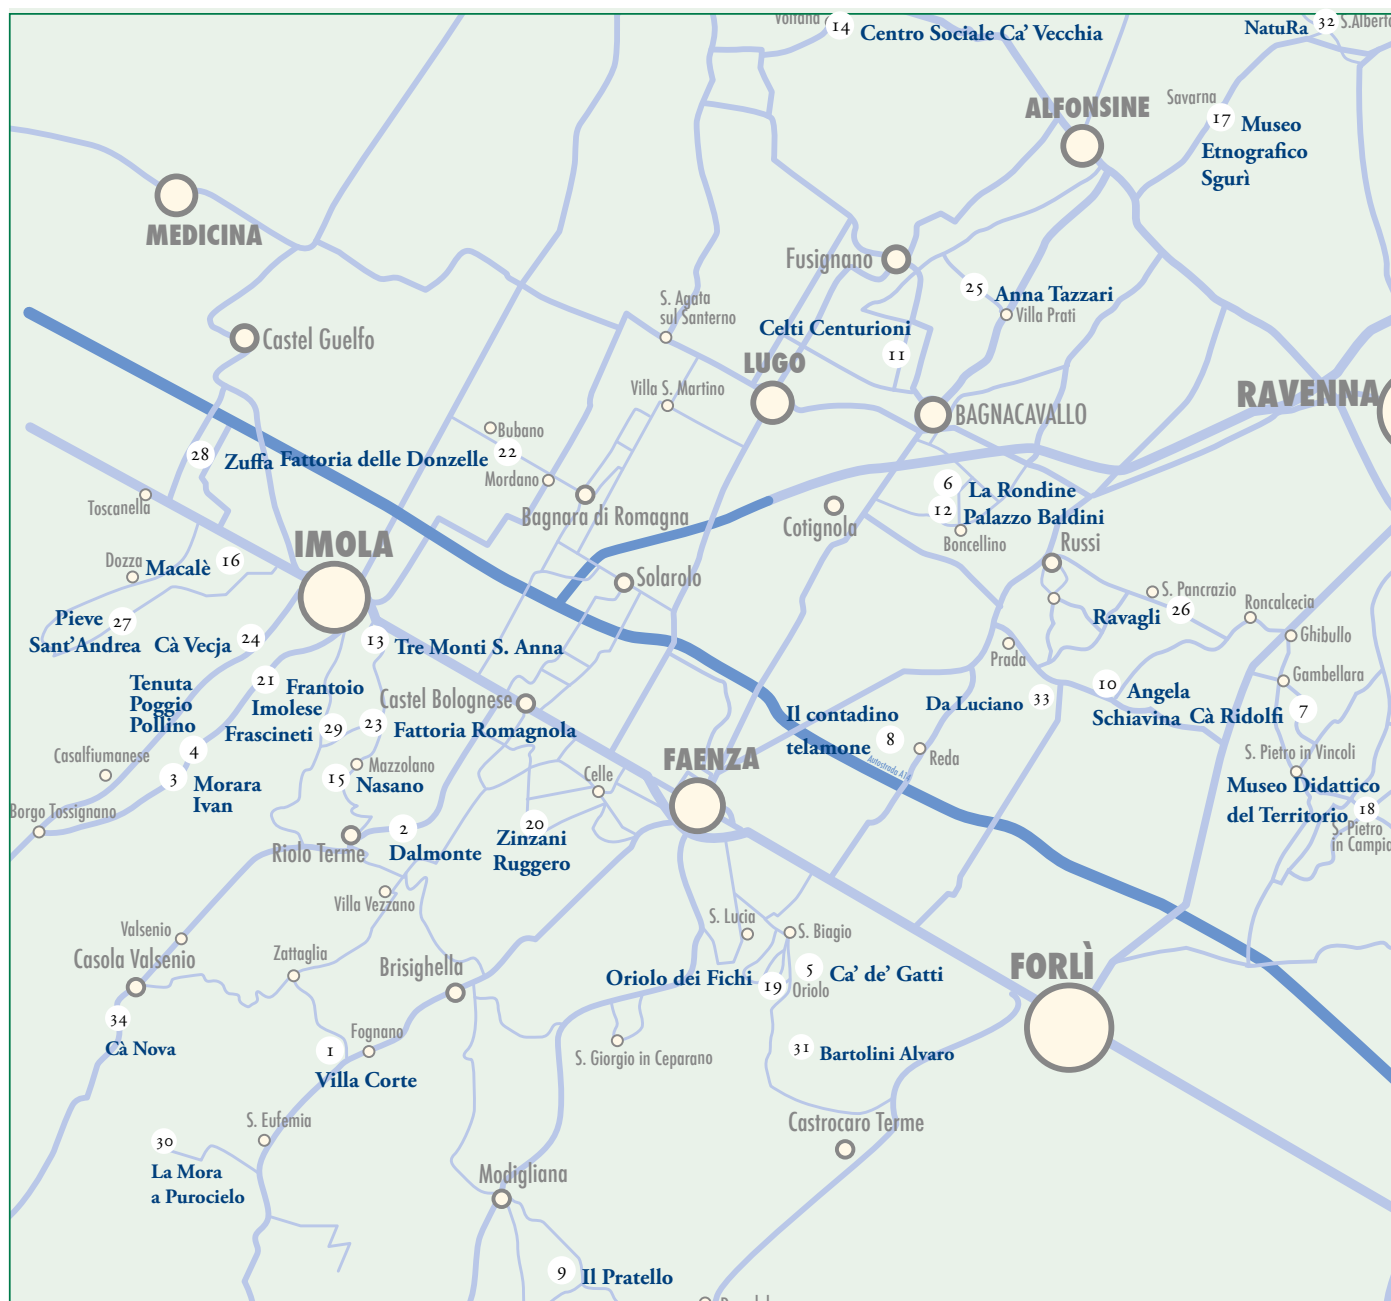 Voltana
14
Centro Sociale Ca’ Vecchia
NatuRa
32
S.Alberto
ALFONSINE
Savarna
17
Museo
Etnografico
Sgurì
MEDICINA
Fusignano
25
Anna Tazzari
Villa Prati
S. Agata
sul Santerno
Celti Centurioni
11
Castel Guelfo
LUGO
Villa S. Martino
RAVENNA
BAGNACAVALLO
Bubano
22
28
Zuffa
Fattoria delle Donzelle
Mordano
Toscanella
Bagnara di Romagna
Cotignola
6
La Rondine
12
Palazzo Baldini
Boncellino
Russi
IMOLA
Dozza
Macalè
16
Solarolo
S. Pancrazio
26
Ravagli
Roncalcecia
Ghibullo
Pieve
Sant’Andrea
27
Cà Vecja
24
13
Tre Monti S. Anna
Prada
Gambellara
Tenuta
Poggio
Pollino
21
Frantoio
Imolese
Castel Bolognese
Da Luciano
33
10
Angela
Schiavina
Cà Ridolfi
7
Frascineti
29
23
Fattoria Romagnola
Il contadino
telamone
8
Reda
Autostrada A14
4
Casalfiumanese
3
Morara
Ivan
Mazzolano
15
Nasano
FAENZA
Celle
S. Pietro in Vincoli
Museo Didattico
del Territorio
18
S. Pietro
in Campia
Borgo Tossignano
2
Dalmonte
20
Zinzani
Ruggero
Riolo Terme
Villa Vezzano
S. Lucia
S. Biagio
Valsenio
Casola Valsenio
Zattaglia
Brisighella
Oriolo dei Fichi
19
5
Ca’ de’ Gatti
Oriolo
FORLÌ
34
Cà Nova
Fognano
1
Villa Corte
S. Giorgio in Ceparano
31
Bartolini Alvaro
S. Eufemia
Castrocaro Terme
30
La Mora
a Purocielo
Modigliana
9
Il Pratello